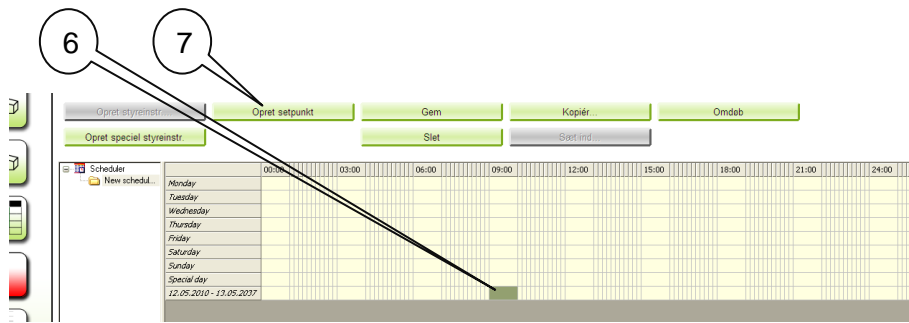 6 7
Opret styreinstr. Opret setpunkt Gem Kopiér... Omdøb
Opret speciel styreinstr. Slet Sæt ind...
Scheduler
New schedul...
00:00 03:00 06:00 09:00 12:00 15:00 18:00 21:00 24:00
Monday
Tuesday
Wednesday
Thursday
Friday
Saturday
Sunday
Special day
12.05.2010 - 13.05.2037